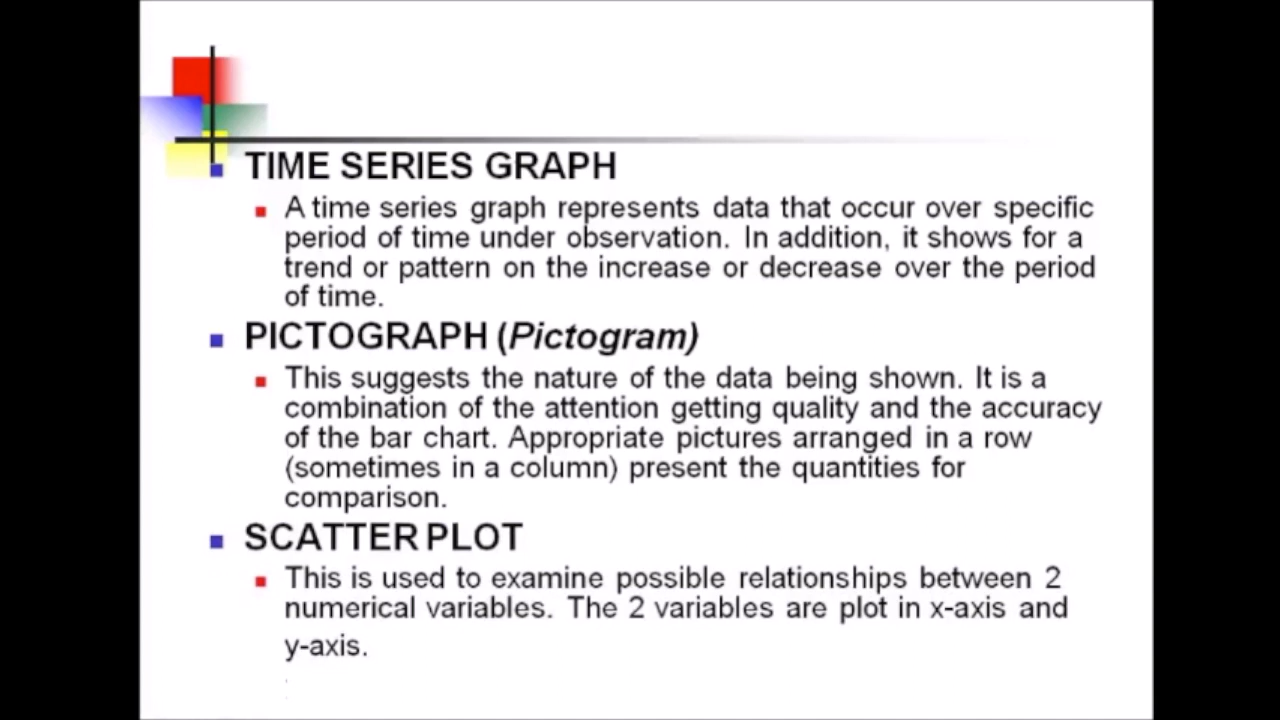 TIME SERIES GRAPH
A time series graph represents data that occur over specific
period of time under observation. In addition, it shows for a
trend or pattern on the increase or decrease over the period
of time.
PICTOGRAPH (Pictogram)
This suggests the nature of the data being shown. It is a
combination of the attention getting quality and the accuracy
of the bar chart. Appropriate pictures arranged in a row
(sometimes in a column) present the quantities for
comparison.
SCATTER PLOT
This is used to examine possible relationships between 2
numerical variables. The 2 variables are plot in x-axis and
y-axis.